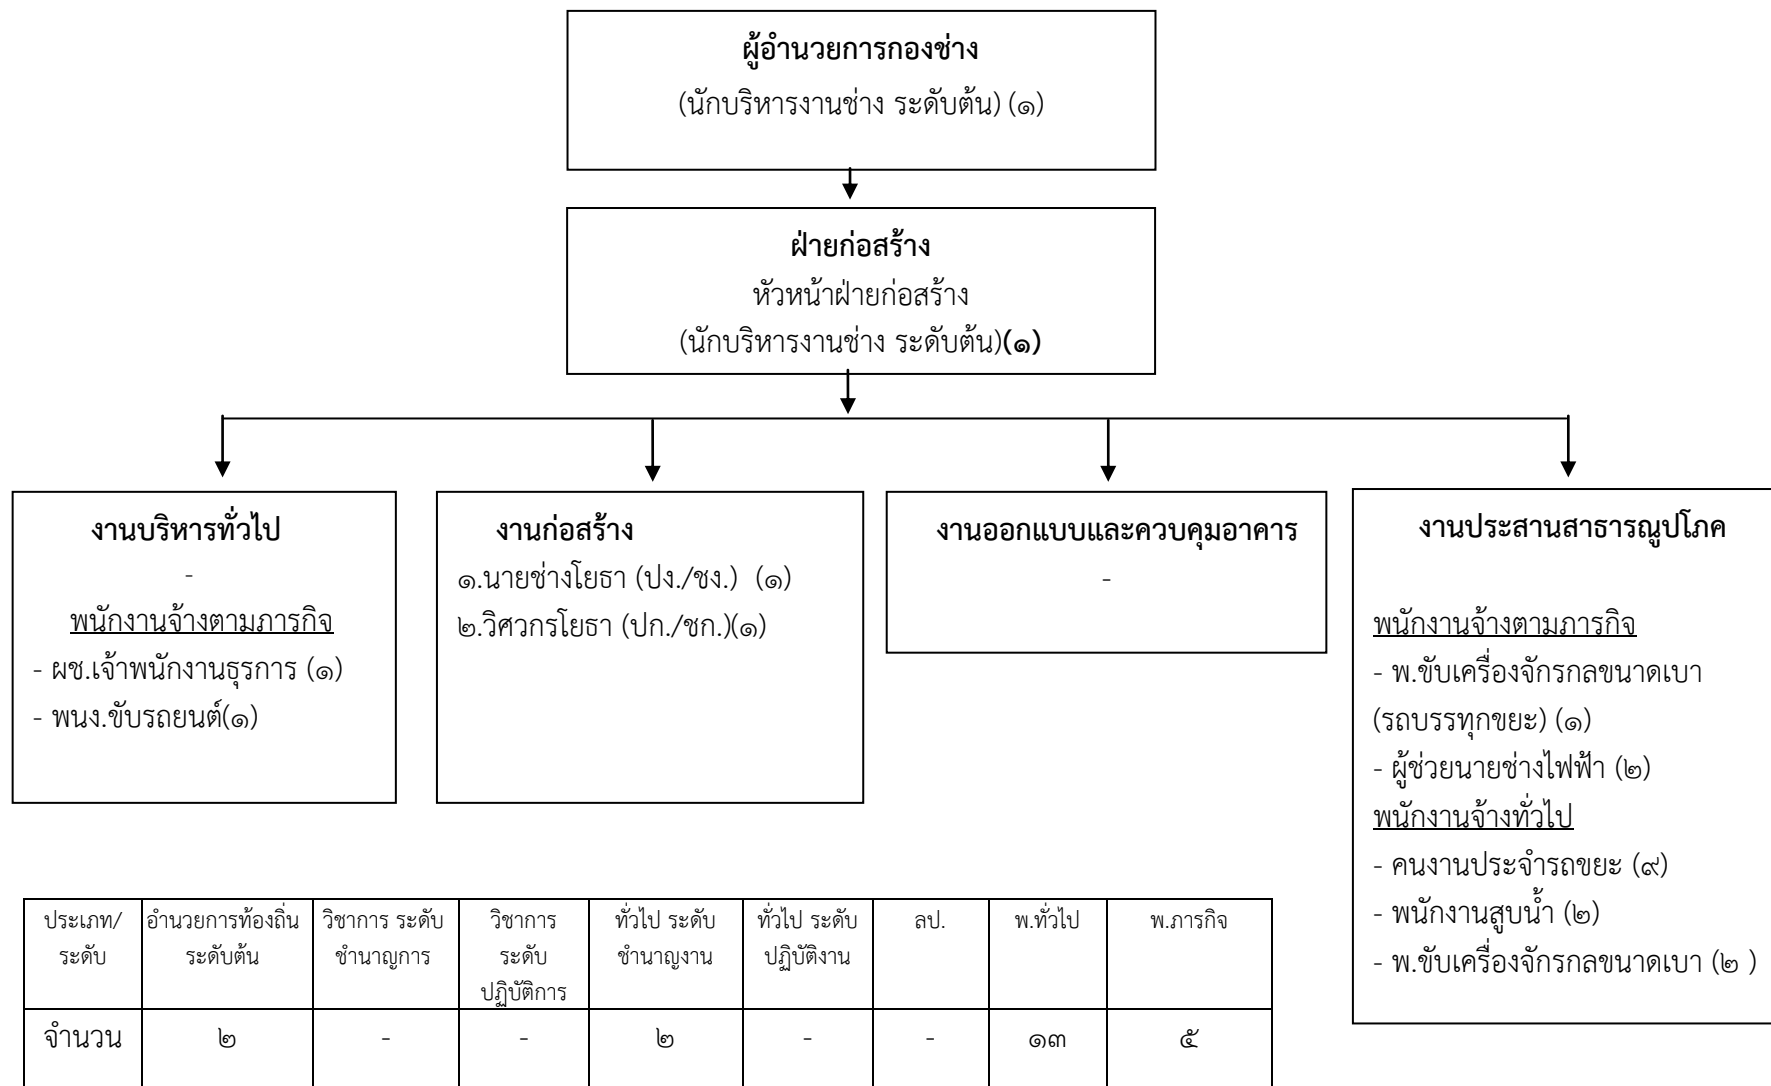 ผู้อำนวยการกองช่าง
(นักบริหารงานช่าง ระดับต้น) (๑)
ฝ่ายก่อสร้าง
หัวหน้าฝ่ายก่อสร้าง
(นักบริหารงานช่าง ระดับต้น)(๑)
งานบริหารทั่วไป
-
พนักงานจ้างตามภารกิจ
- ผช.เจ้าพนักงานธุรการ (๑)
- พนง.ขับรถยนต์(๑)
งานก่อสร้าง
๑.นายช่างโยธา (ปง./ชง.) (๑)
๒.วิศวกรโยธา (ปก./ชก.)(๑)
งานออกแบบและควบคุมอาคาร
-
งานประสานสาธารณูปโภค
พนักงานจ้างตามภารกิจ
- พ.ขับเครื่องจักรกลขนาดเบา
(รถบรรทุกขยะ) (๑)
- ผู้ช่วยนายช่างไฟฟ้า (๒)
พนักงานจ้างทั่วไป
- คนงานประจำรถขยะ (๙)
- พนักงานสูบน้ำ (๒)
- พ.ขับเครื่องจักรกลขนาดเบา (๒ )
ประเภท/
ระดับ
อำนวยการท้องถิ่น
ระดับต้น
วิชาการ ระดับ
ชำนาญการ
วิชาการ
ระดับ
ปฏิบัติการ
ทั่วไป ระดับ
ชำนาญงาน
ทั่วไป ระดับ
ปฏิบัติงาน
ลป.
พ.ทั่วไป
พ.ภารกิจ
จำนวน
๒
-
-
๒
-
-
๑๓
๕